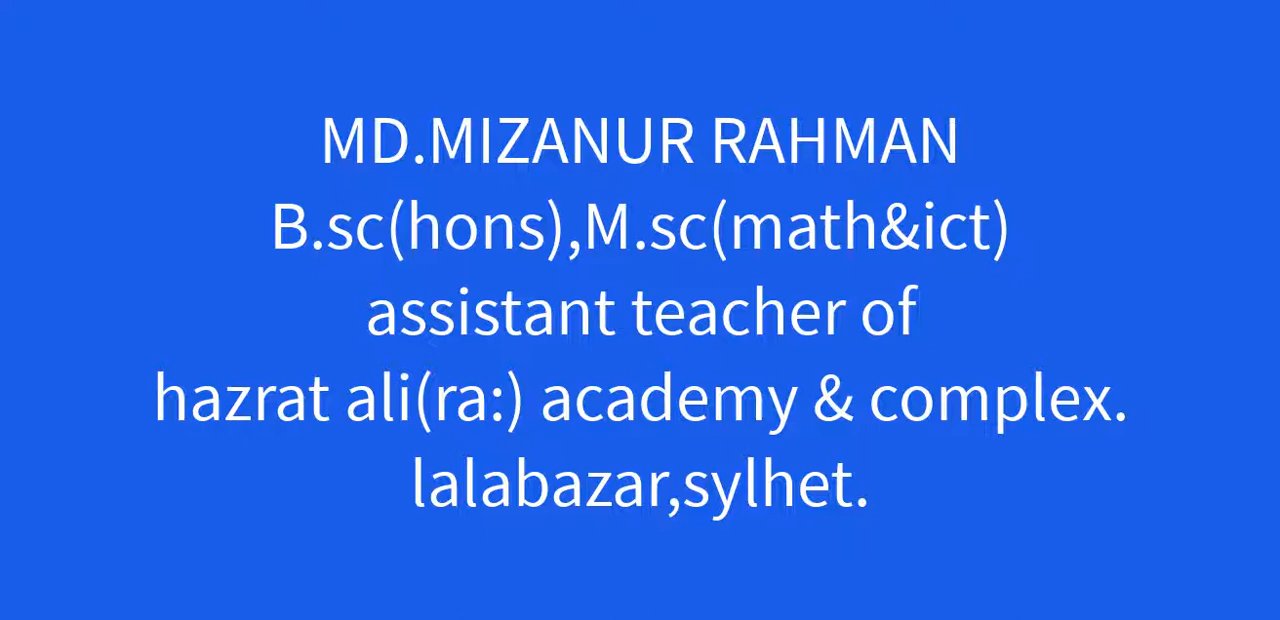 MD.MIZANUR RAHMAN
B.sc(hons),M.sc(math&ict)
assistant teacher of
hazrat ali(ra:) academy & complex.
lalabazar,sylhet.